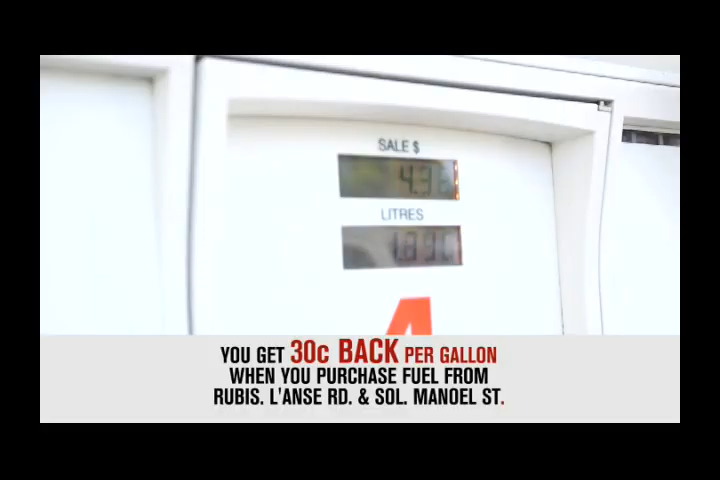 SALE $
LITRES
4
YOU GET 30c BACK PER GALLON
WHEN YOU PURCHASE FUEL FROM
RUBIS. L'ANSE RD. & SOL. MANOEL ST.